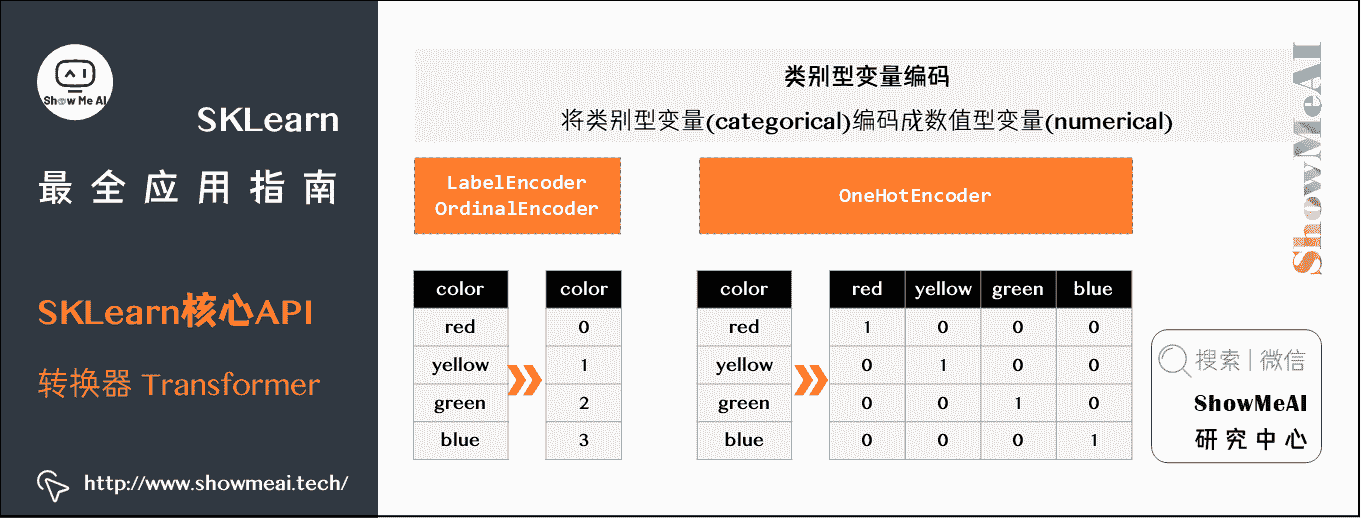 Show Me AI
SKLearn
最全应用指南
SKLearn核心API
转换器 Transformer
http://www.showmeai.tech/
类别型变量编码
将类别型变量(categorical)编码成数值型变量(numerical)
LabelEncoder
OrdinalEncoder
color color
red 0
yellow 1
green 2
blue 3
OneHotEncoder
color red yellow green blue
red 1 0 0 0
yellow 0 1 0 0
green 0 0 1 0
blue 0 0 0 1
ShowMeAI
搜索 | 微信
ShowMeAI
研究中心